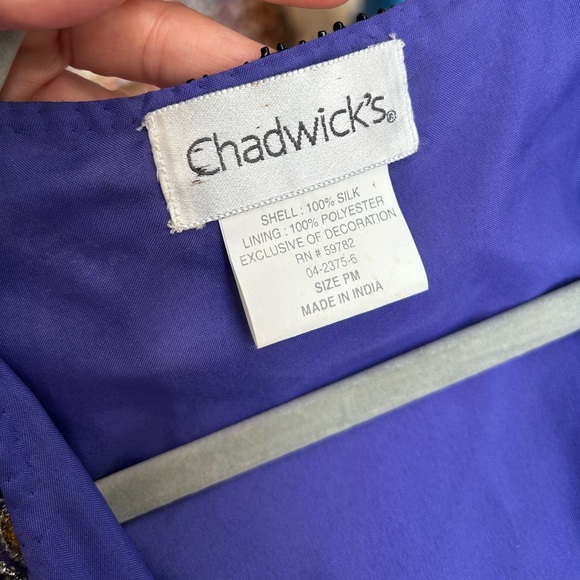 Chadwick's®
SHELL : 100% SILK
LINING : 100% POLYESTER
EXCLUSIVE OF DECORATION
RN # 59782
04-2375-6
SIZE PM
MADE IN INDIA